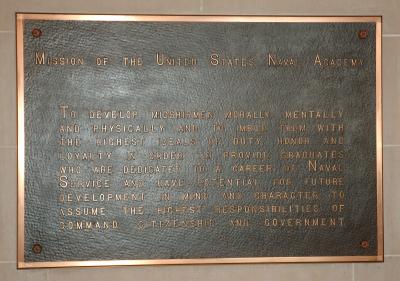 Mission of the United States Naval Academy
To develop midshipmen morally, mentally
and physically and to imbue them with
the highest ideals of duty, honor and
loyalty in order to provide graduates
who are dedicated to a career of Naval
Service and have potential for future
development in mind and character to
assume the highest responsibilities of
command, citizenship and government